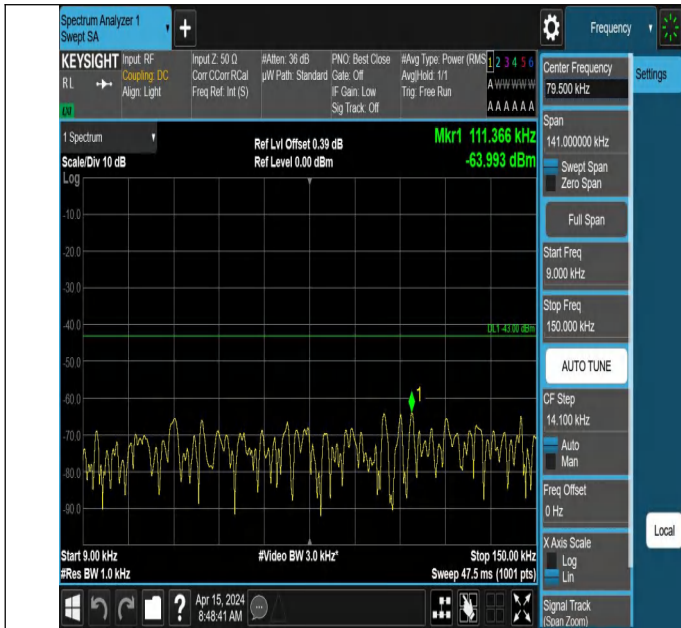 Spectrum Analyzer 1
Swept SA
+
Frequency
KEYSIGHT
RL
Input: RF
Coupling: DC
Align: Light
Input Z: 50 Ω
Corr CCorr RCal
Freq Ref: Int (S)
#Atten: 36 dB
µW Path: Standard
PNO: Best Close
Gate: Off
IF Gain: Low
Sig Track: Off
#Avg Type: Power (RMS
Avg|Hold: 1/1
Trig: Free Run
1 2 3 4 5 6
A W W W W W
A A A A A A
1 Spectrum
Scale/Div 10 dB
Log
Ref Lvl Offset 0.39 dB
Ref Level 0.00 dBm
Mkr1 111.366 kHz
-63.993 dBm
-10.0
-20.0
-30.0
-40.0
DL1 -43.00 dBm
-50.0
-60.0
1
-70.0
-80.0
-90.0
Start 9.00 kHz
#Video BW 3.0 kHz*
Stop 150.00 kHz
#Res BW 1.0 kHz
Sweep 47.5 ms (1001 pts)
?
Apr 15, 2024
8:48:41 AM
Center Frequency
79.500 kHz
Settings
Span
141.000000 kHz
Swept Span
Zero Span
Full Span
Start Freq
9.000 kHz
Stop Freq
150.000 kHz
AUTO TUNE
CF Step
14.100 kHz
Auto
Man
Freq Offset
0 Hz
Local
X Axis Scale
Log
Lin
Signal Track
(Span Zoom)